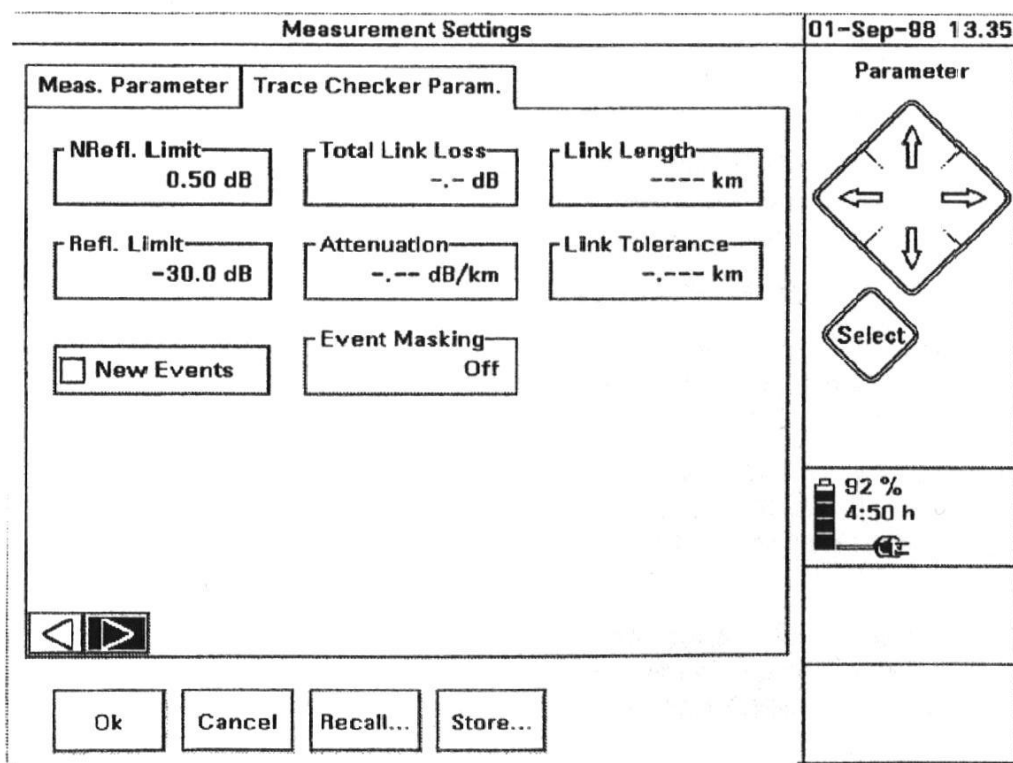 Measurement Settings
01-Sep-98 13.35
Meas. Parameter
Trace Checker Param.
NRefl. Limit
0.50 dB
Total Link Loss
-.- dB
Link Length
---- km
Refl. Limit
-30.0 dB
Attenuation
-.-- dB/km
Link Tolerance
-.--- km
New Events
Event Masking
Off
Ok
Cancel
Recall...
Store...
Parameter
Select
92 %
4:50 h